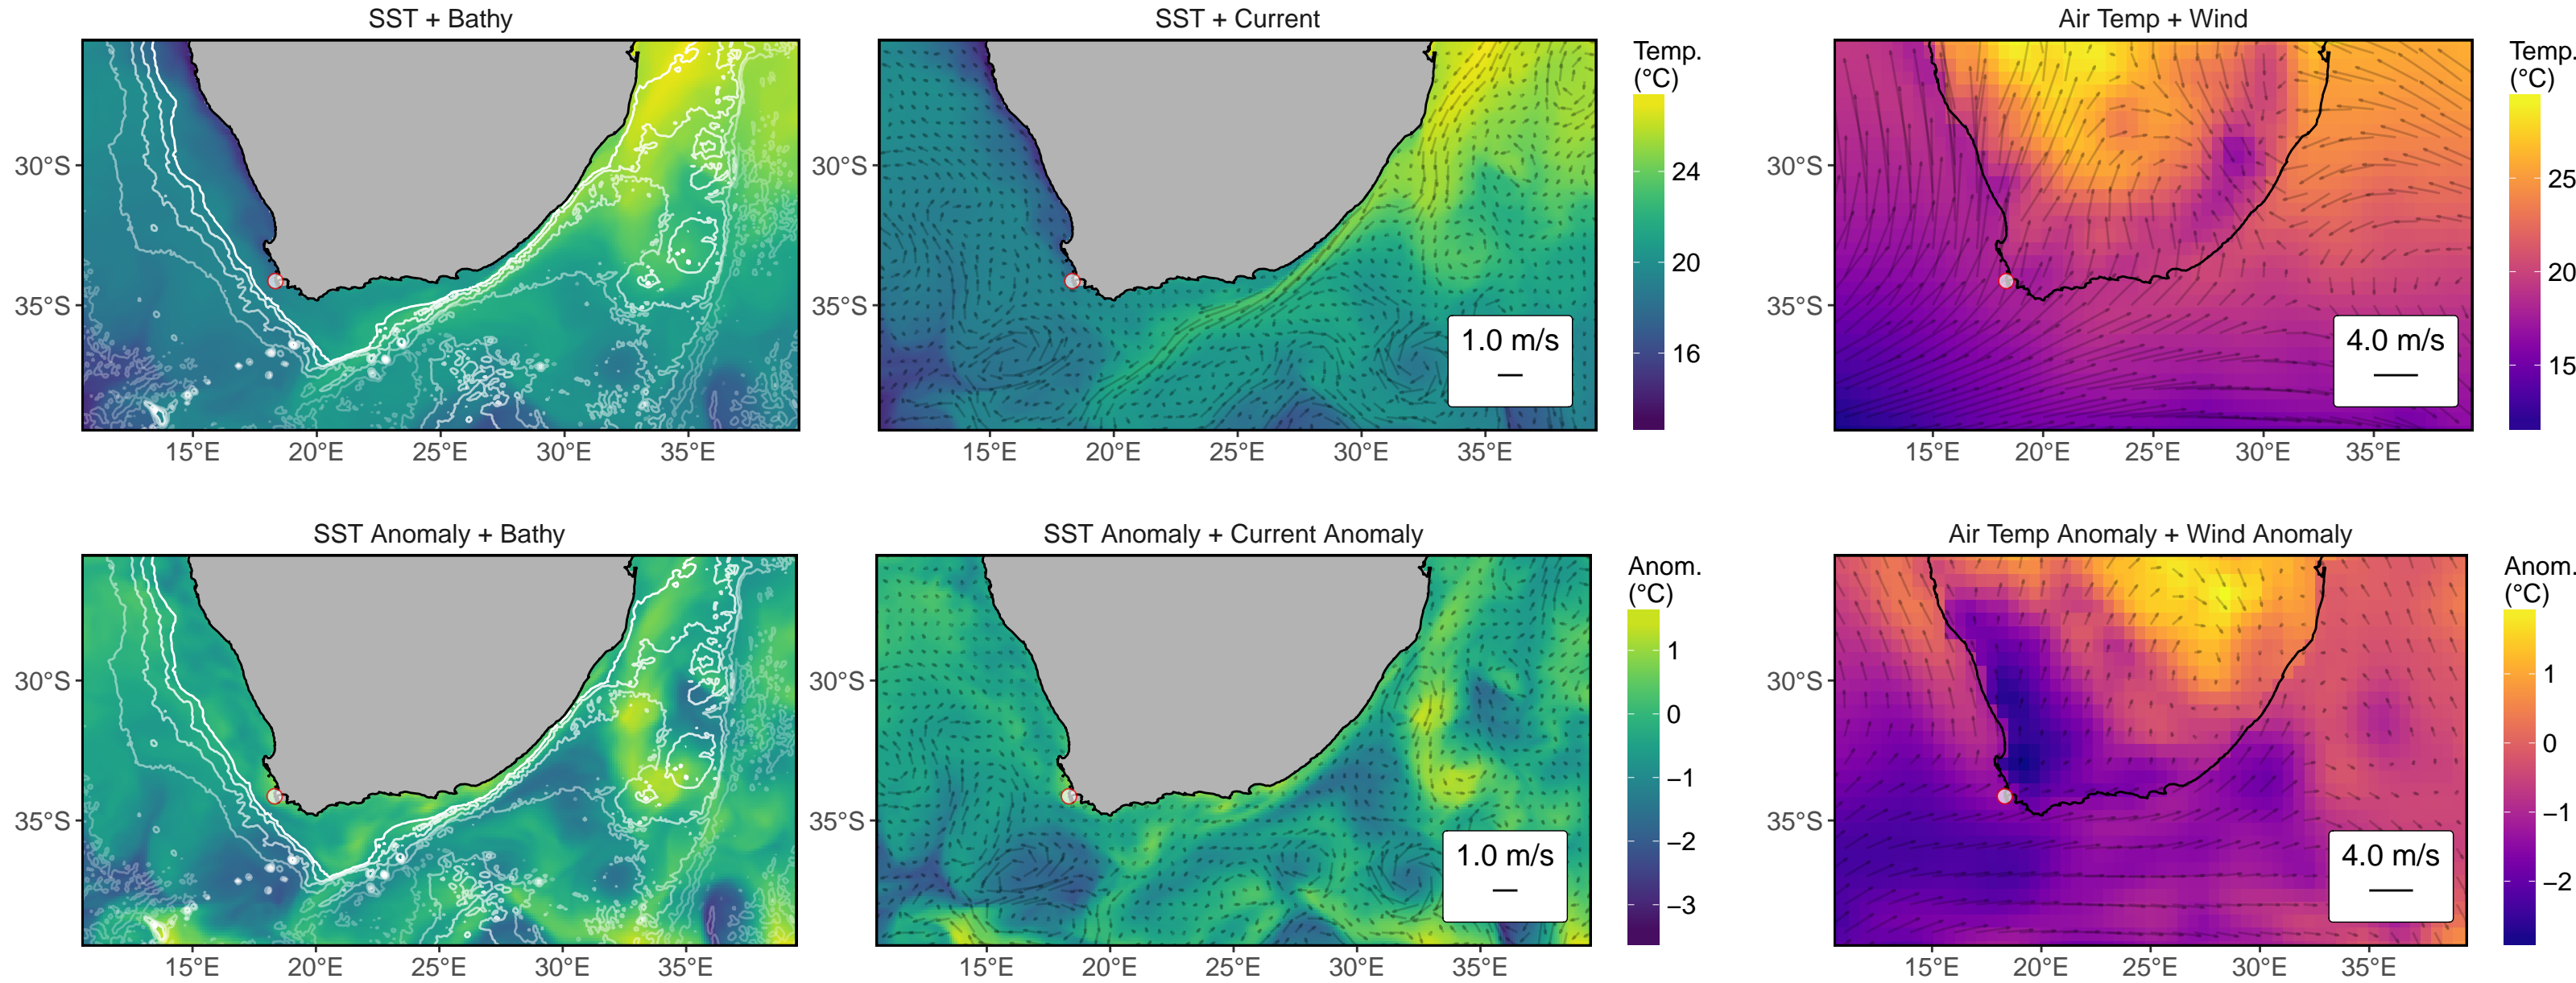 SST + Bathy
SST + Current
Air Temp + Wind
30°S
35°S
15°E
20°E
25°E
30°E
35°E
30°S
35°S
1.0 m/s
15°E
20°E
25°E
30°E
35°E
Temp.
(°C)
24
20
16
30°S
35°S
4.0 m/s
15°E
20°E
25°E
30°E
35°E
Temp.
(°C)
25
20
15
SST Anomaly + Bathy
SST Anomaly + Current Anomaly
Air Temp Anomaly + Wind Anomaly
30°S
35°S
15°E
20°E
25°E
30°E
35°E
30°S
35°S
1.0 m/s
15°E
20°E
25°E
30°E
35°E
Anom.
(°C)
1
0
−1
−2
−3
30°S
35°S
4.0 m/s
15°E
20°E
25°E
30°E
35°E
Anom.
(°C)
1
0
−1
−2